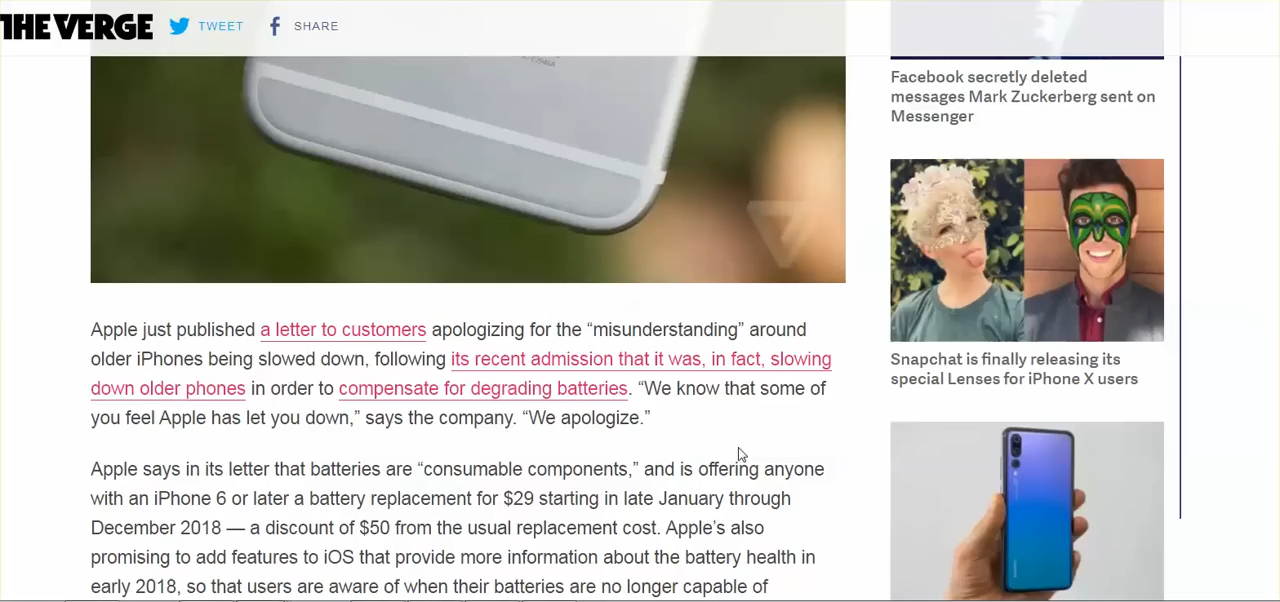 THE VERGE TWEET SHARE
Facebook secretly deleted
messages Mark Zuckerberg sent on
Messenger
Apple just published a letter to customers apologizing for the “misunderstanding” around
older iPhones being slowed down, following its recent admission that it was, in fact, slowing
down older phones in order to compensate for degrading batteries. “We know that some of
you feel Apple has let you down,” says the company. “We apologize.”
Apple says in its letter that batteries are “consumable components,” and is offering anyone
with an iPhone 6 or later a battery replacement for $29 starting in late January through
December 2018 — a discount of $50 from the usual replacement cost. Apple’s also
promising to add features to iOS that provide more information about the battery health in
early 2018, so that users are aware of when their batteries are no longer capable of
Snapchat is finally releasing its
special Lenses for iPhone X users